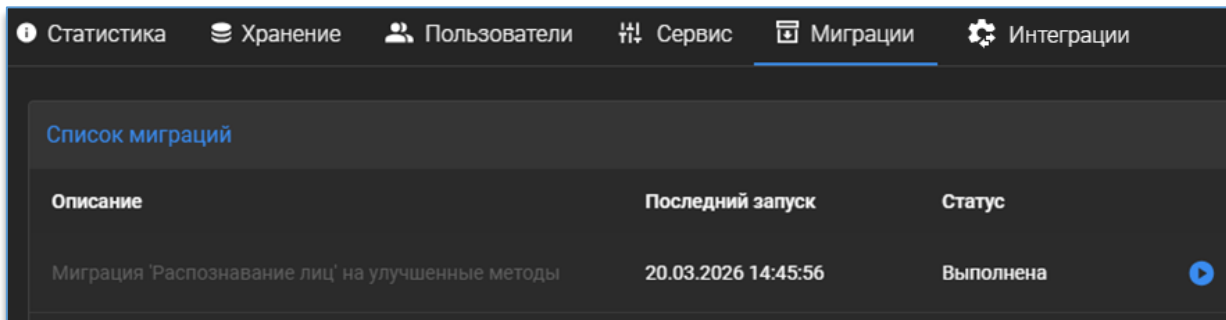 Статистика Хранение Пользователи Сервис Миграции Интеграции
Список миграций
Описание Последний запуск Статус
Миграция 'Распознавание лиц' на улучшенные методы 20.03.2026 14:45:56 Выполнена